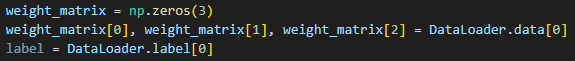 weight_matrix = np.zeros(3)
weight_matrix[0], weight_matrix[1], weight_matrix[2] = DataLoader.data[0]
label = DataLoader.label[0]